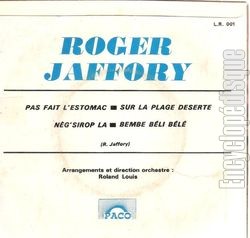 L.R. 001
ROGER
JAFFORY
PAS FAIT L'ESTOMAC ■ SUR LA PLAGE DESERTE
NÈG'SIROP LA ■ BEMBE BÉLI BÉLÉ
(R. Jaffory)
Arrangements et direction orchestre :
Roland Louis
PACO
Encyclopédisque